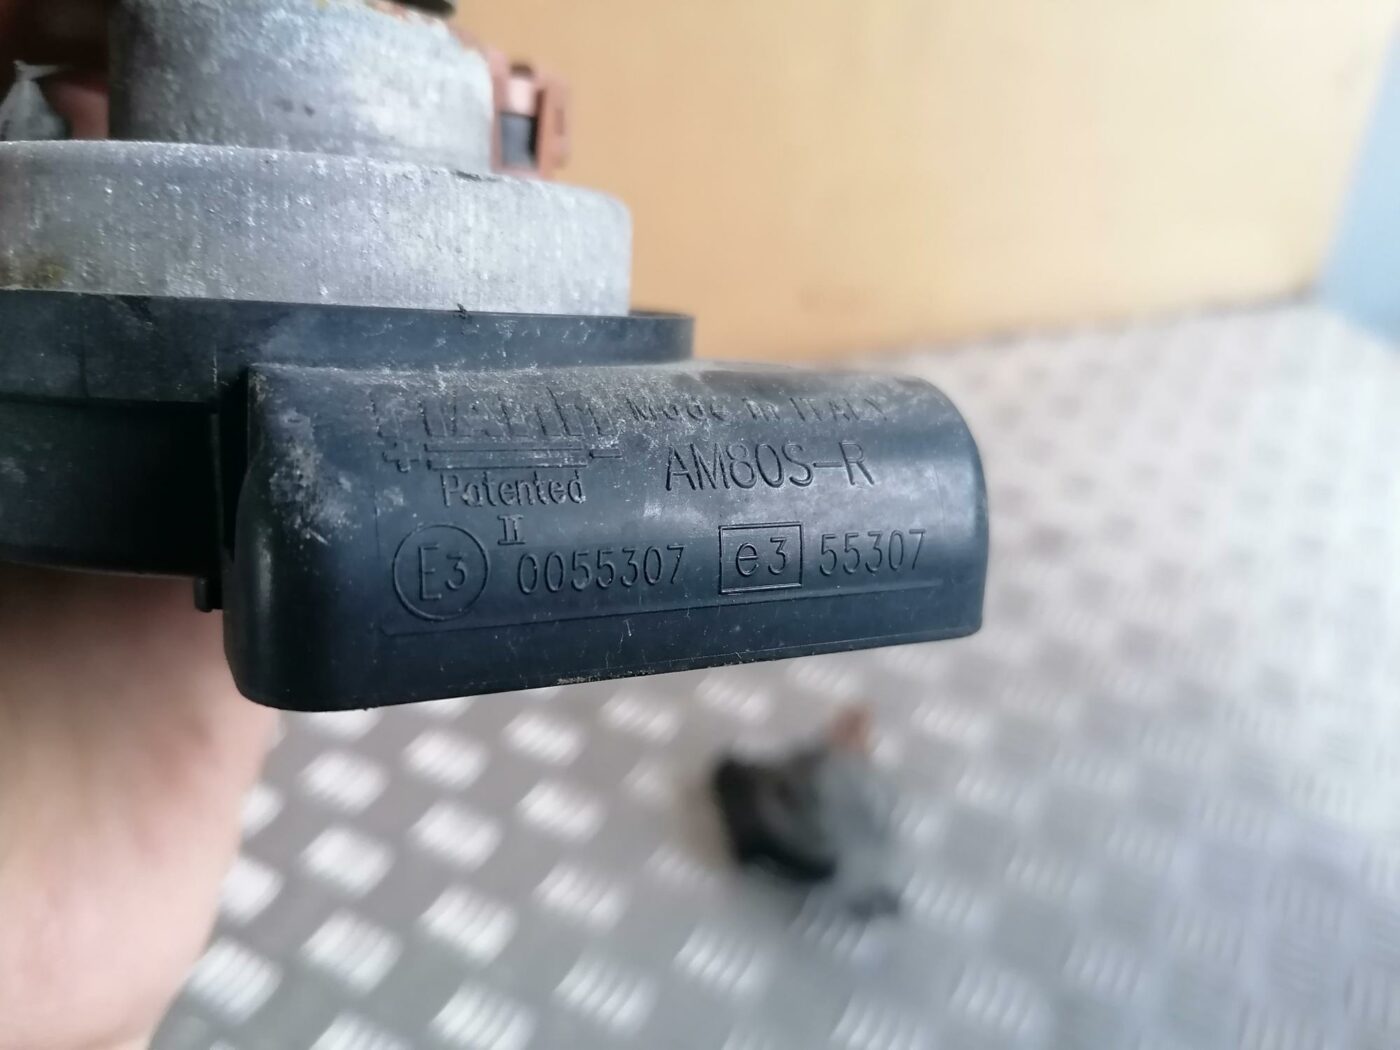 Made in ITALY
AM80S-R
Patented
II
E3 0055307 e3 55307